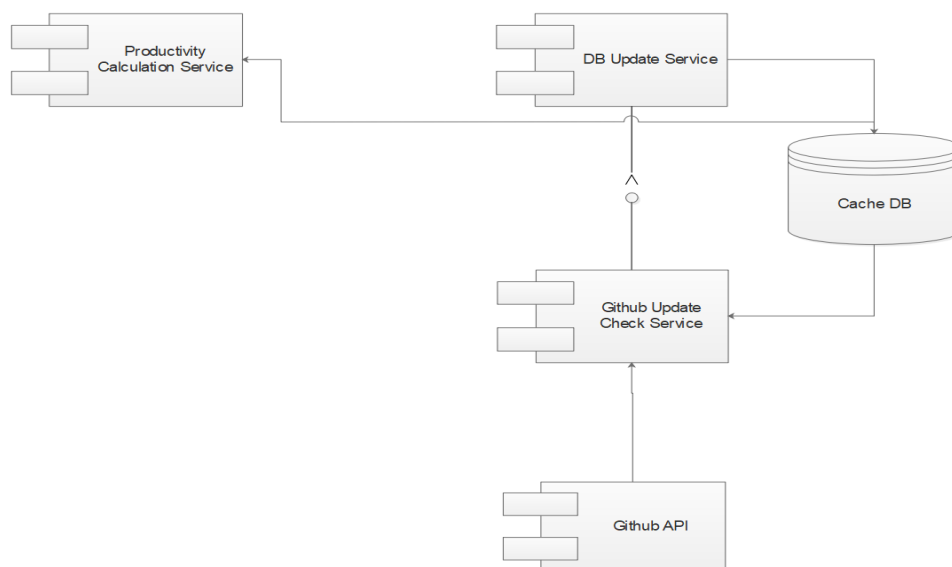 Productivity
Calculation Service
DB Update Service
Cache DB
Github Update
Check Service
Github API